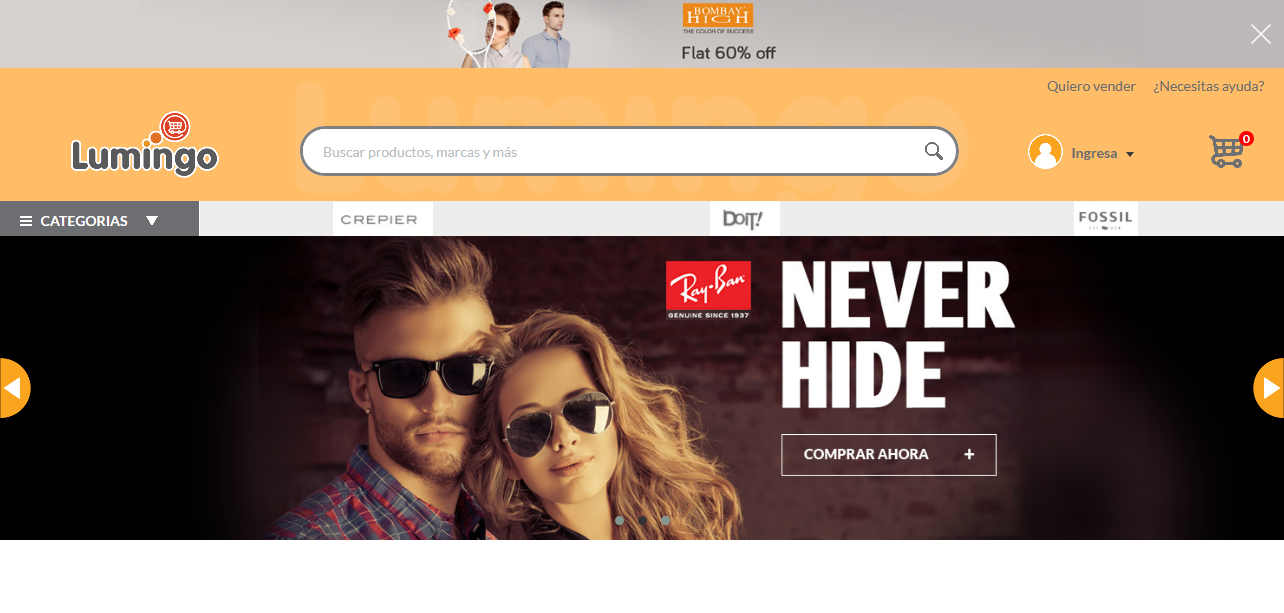 BOMBAY
HIGH
THE COLOR OF SUCCESS
Flat 60% off
Quiero vender ¿Necesitas ayuda?
Lumingo
Lumingo
Buscar productos, marcas y más
Ingresa
0
CATEGORIAS
CREPIER
DOIT!
FOSSIL
Ray-Ban
GENUINE SINCE 1937
NEVER
HIDE
COMPRAR AHORA +